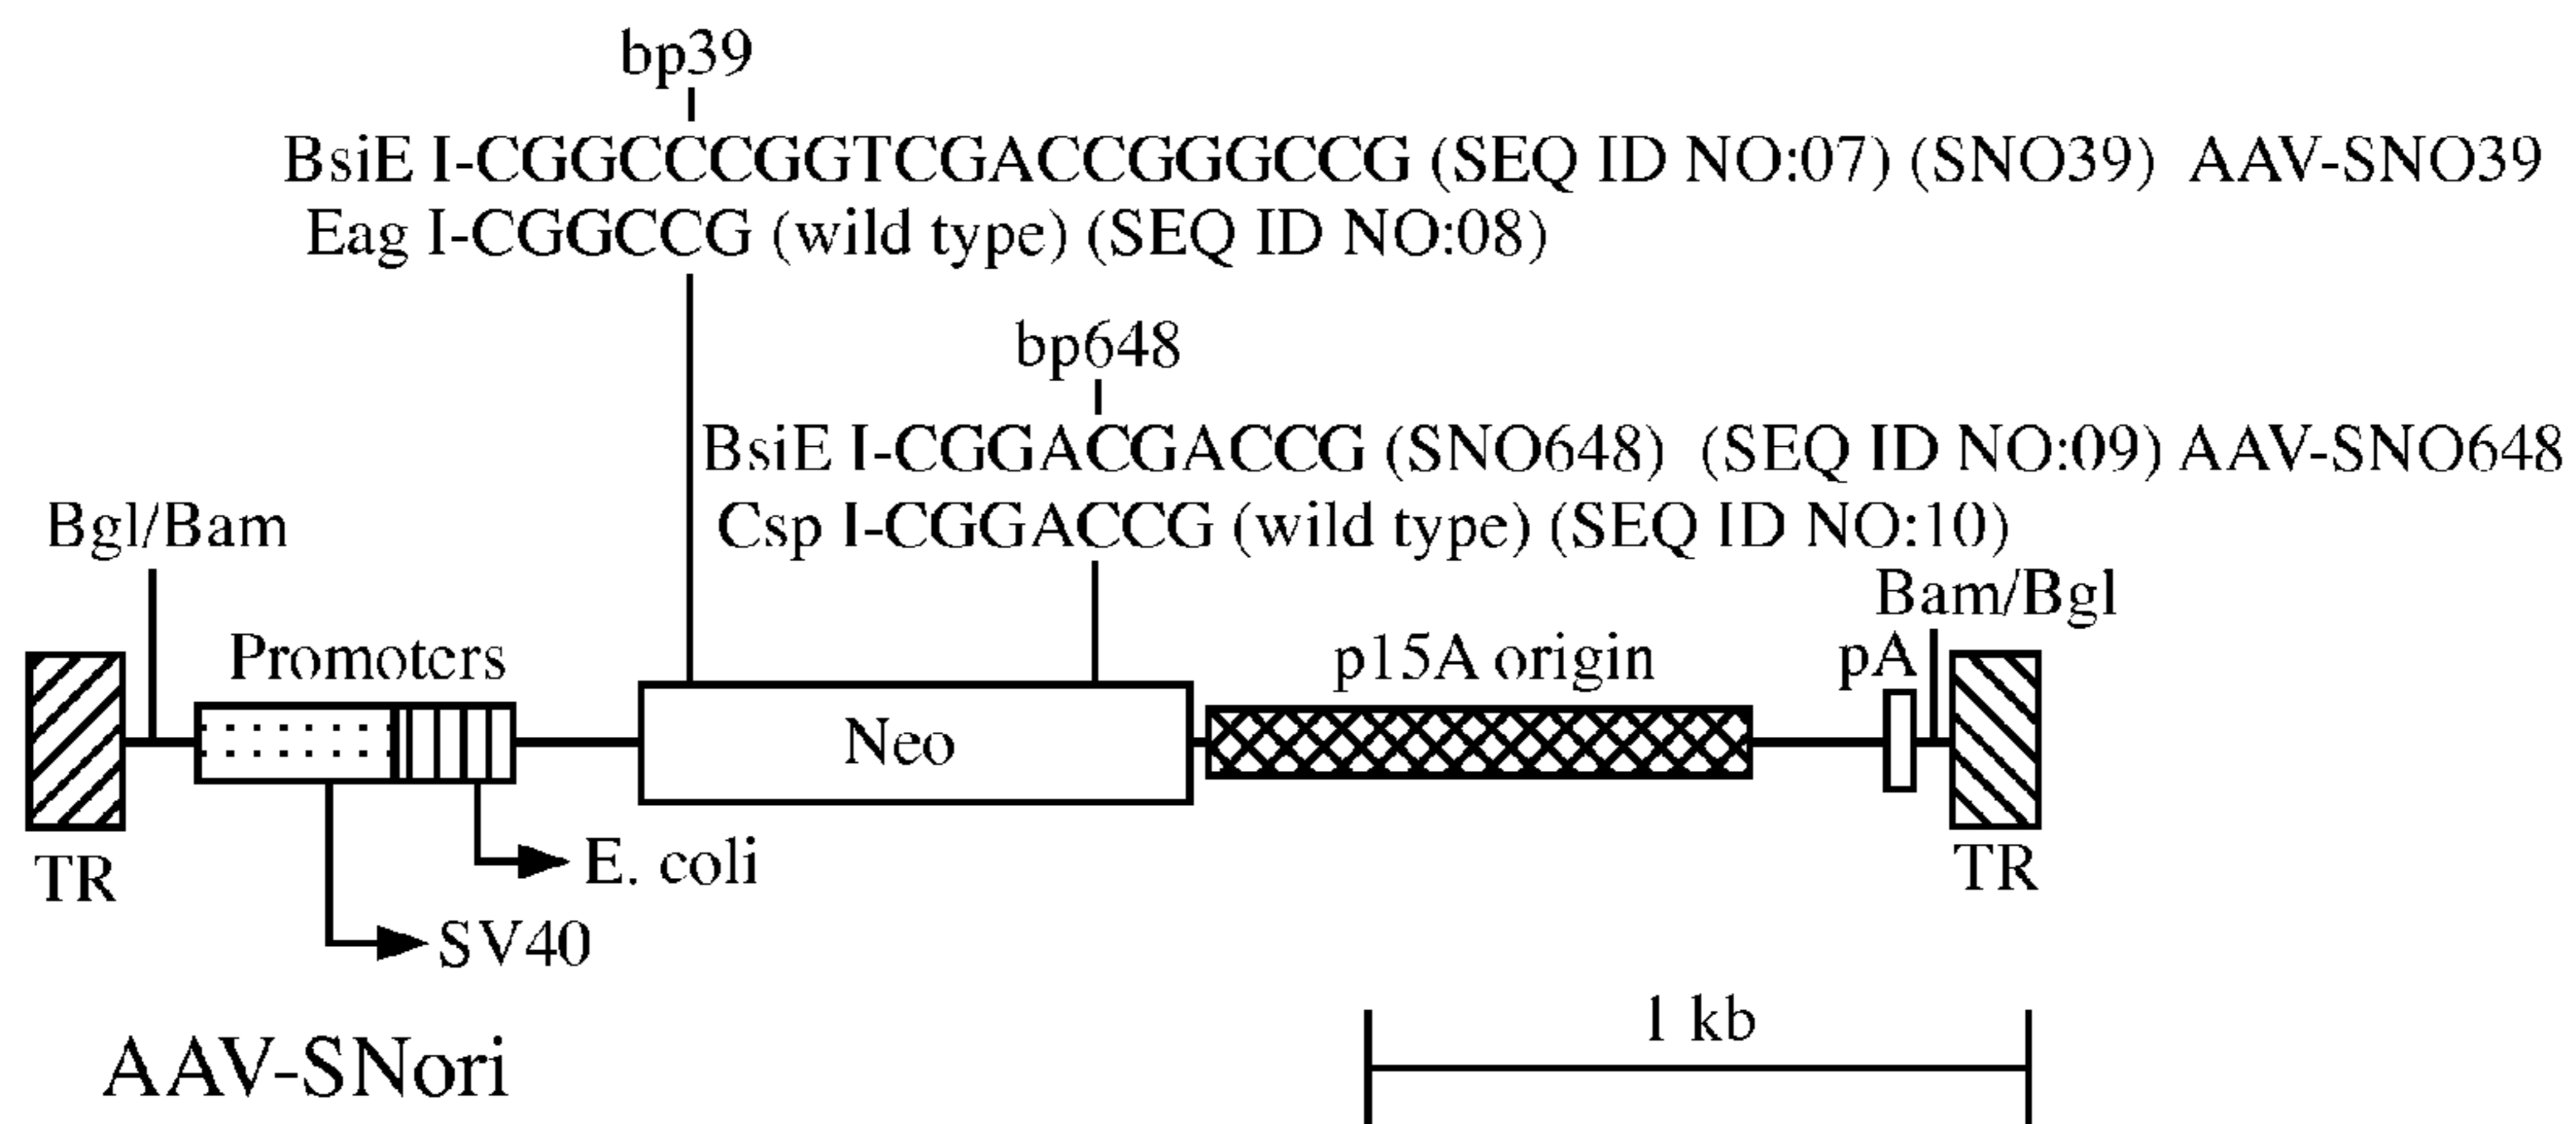 bp39
BsiE I-CGGCCCGGTCGACCGGGCCG (SEQ ID NO:07) (SNO39) AAV-SNO39
Eag I-CGGCCG (wild type) (SEQ ID NO:08)
bp648
BsiE I-CGGACGACCG (SNO648) (SEQ ID NO:09) AAV-SNO648
Csp I-CGGACCG (wild type) (SEQ ID NO:10)
Bgl/Bam
Bam/Bgl
Promoters
p15A origin
pA
Neo
TR
E. coli
TR
SV40
1 kb
AAV-SNori